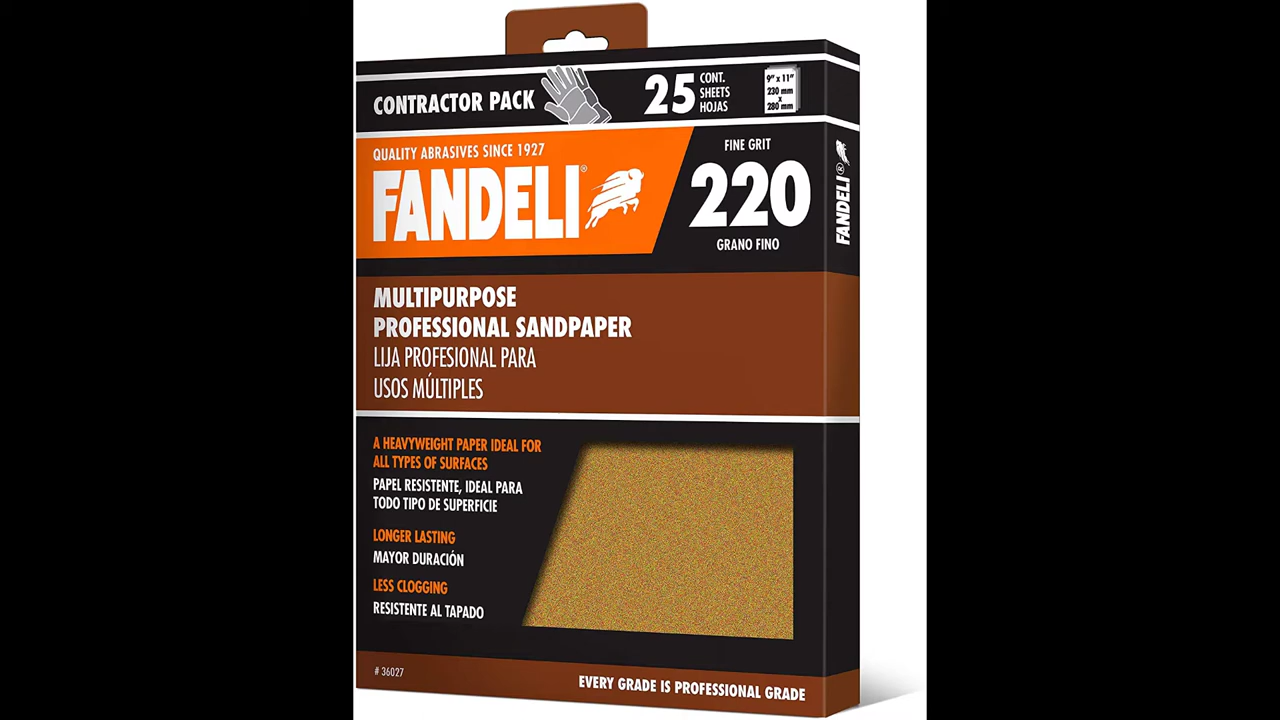 CONTRACTOR PACK
25 CONT.
SHEETS
HOJAS
9" x 11"
230 mm
x
280 mm
QUALITY ABRASIVES SINCE 1927
FANDELI®
FINE GRIT
220
GRANO FINO
FANDELI®
MULTIPURPOSE
PROFESSIONAL SANDPAPER
LIJA PROFESIONAL PARA
USOS MÚLTIPLES
A HEAVYWEIGHT PAPER IDEAL FOR
ALL TYPES OF SURFACES
PAPEL RESISTENTE, IDEAL PARA
TODO TIPO DE SUPERFICIE
LONGER LASTING
MAYOR DURACIÓN
LESS CLOGGING
RESISTENTE AL TAPADO
# 36027
EVERY GRADE IS PROFESSIONAL GRADE